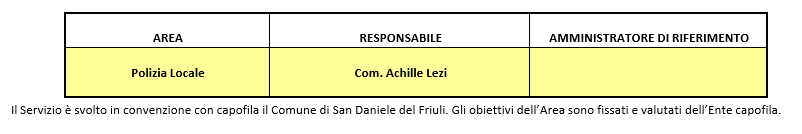 AREA RESPONSABILE AMMINISTRATORE DI RIFERIMENTO
Polizia Locale Com. Achille Lezi
Il Servizio è svolto in convenzione con capofila il Comune di San Daniele del Friuli. Gli obiettivi dell’Area sono fissati e valutati dell’Ente capofila.